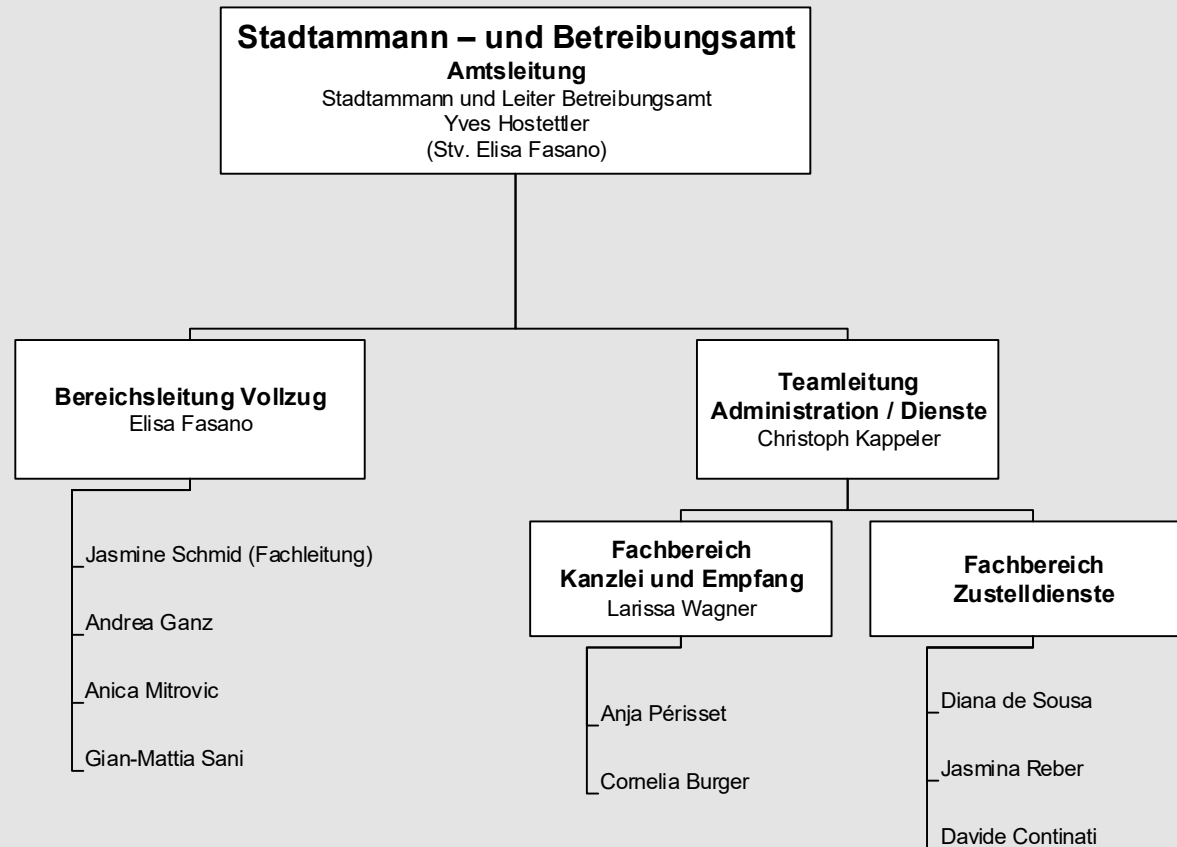 Stadtammann – und Betreibungsamt
Amtsleitung
Stadtammann und Leiter Betreibungsamt
Yves Hostettler
(Stv. Elisa Fasano)
Bereichsleitung Vollzug
Elisa Fasano
Jasmine Schmid (Fachleitung)
Andrea Ganz
Anica Mitrovic
Gian-Mattia Sani
Teamleitung
Administration / Dienste
Christoph Kappeler
Fachbereich
Kanzlei und Empfang
Larissa Wagner
Anja Périsset
Cornelia Burger
Fachbereich
Zustelldienste
Diana de Sousa
Jasmina Reber
Davide Continati